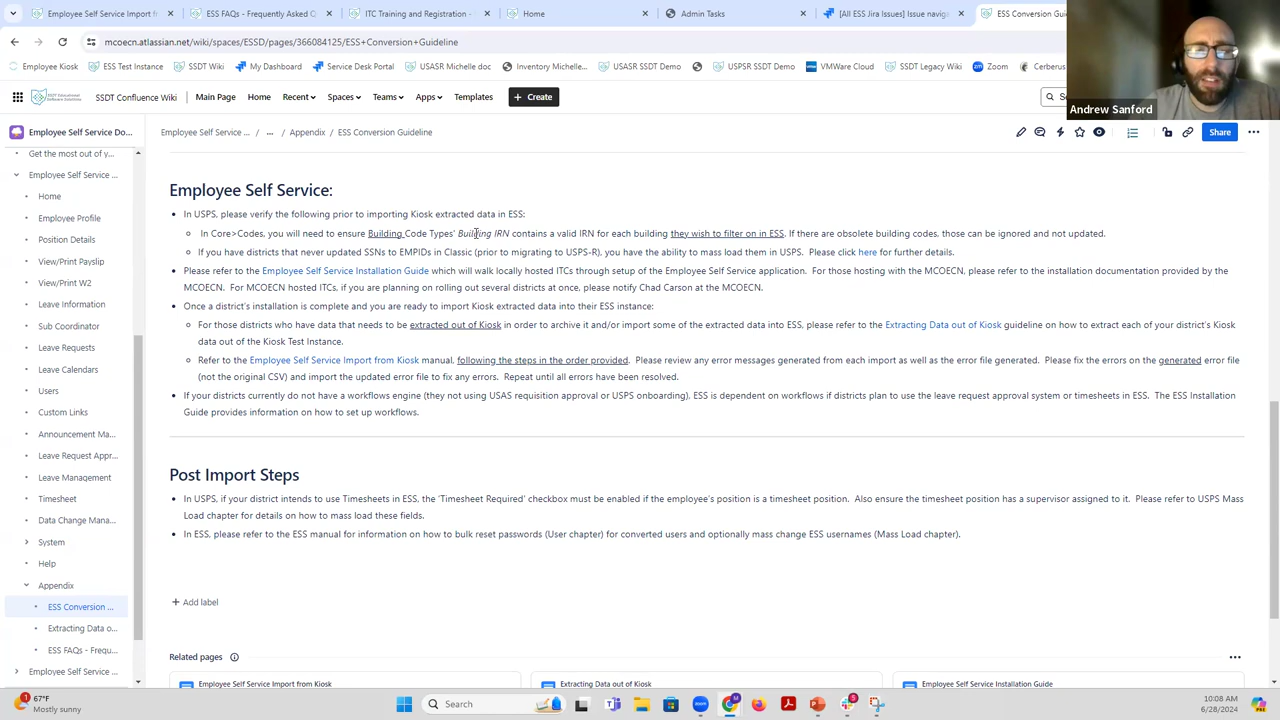 Employee Self Service Import fr
ESS FAQs - Frequently Asked Q
ITC Training and Registration -
Home
Admin Tasks
[All ESS Jira Issues] Issue navig
ESS Conversion Guid
mcoecn.atlassian.net/wiki/spaces/ESSD/pages/366084125/ESS+Conversion+Guideline
Employee Kiosk
ESS Test Instance
SSDT Wiki
My Dashboard
Service Desk Portal
USASR Michelle doc
Inventory Michelle...
USASR SSDT Demo
USPSR SSDT Demo
VMWare Cloud
SSDT Legacy Wiki
Zoom
Cerberus
SSDT Confluence Wiki
Main Page
Home
Recent
Spaces
Teams
Apps
Templates
+ Create
Andrew Sanford
Employee Self Service Do...
Employee Self Service ... / ... / Appendix / ESS Conversion Guideline
Share
Get the most out of y...
Employee Self Service ...
Home
Employee Profile
Position Details
View/Print Payslip
View/Print W2
Leave Information
Sub Coordinator
Leave Requests
Leave Calendars
Users
Custom Links
Announcement Ma...
Leave Request Appr...
Leave Management
Timesheet
Data Change Mana...
System
Help
Appendix
ESS Conversion ...
Extracting Data o...
ESS FAQs - Frequ...
Employee Self Service ...
Employee Self Service:
• In USPS, please verify the following prior to importing Kiosk extracted data in ESS:
In Core>Codes, you will need to ensure Building Code Types' Building IRN contains a valid IRN for each building they wish to filter on in ESS. If there are obsolete building codes, those can be ignored and not updated.
If you have districts that never updated SSNs to EMPIDs in Classic (prior to migrating to USPS-R), you have the ability to mass load them in USPS. Please click here for further details.
• Please refer to the Employee Self Service Installation Guide which will walk locally hosted ITCs through setup of the Employee Self Service application. For those hosting with the MCOECN, please refer to the installation documentation provided by the
MCOECN. For MCOECN hosted ITCs, if you are planning on rolling out several districts at once, please notify Chad Carson at the MCOECN.
• Once a district's installation is complete and you are ready to import Kiosk extracted data into their ESS instance:
For those districts who have data that needs to be extracted out of Kiosk in order to archive it and/or import some of the extracted data into ESS, please refer to the Extracting Data out of Kiosk guideline on how to extract each of your district's Kiosk
data out of the Kiosk Test Instance.
Refer to the Employee Self Service Import from Kiosk manual, following the steps in the order provided. Please review any error messages generated from each import as well as the error file generated. Please fix the errors on the generated error file
(not the original CSV) and import the updated error file to fix any errors. Repeat until all errors have been resolved.
• If your districts currently do not have a workflows engine (they not using USAS requisition approval or USPS onboarding), ESS is dependent on workflows if districts plan to use the leave request approval system or timesheets in ESS. The ESS Installation
Guide provides information on how to set up workflows.
Post Import Steps
• In USPS, if your district intends to use Timesheets in ESS, the 'Timesheet Required' checkbox must be enabled if the employee's position is a timesheet position. Also ensure the timesheet position has a supervisor assigned to it. Please refer to USPS Mass
Load chapter for details on how to mass load these fields.
• In ESS, please refer to the ESS manual for information on how to bulk reset passwords (User chapter) for converted users and optionally mass change ESS usernames (Mass Load chapter).
+ Add label
Related pages
Employee Self Service Import from Kiosk
Extracting Data out of Kiosk
Employee Self Service Installation Guide
67°F
Mostly sunny
Search
10:08 AM
6/28/2024